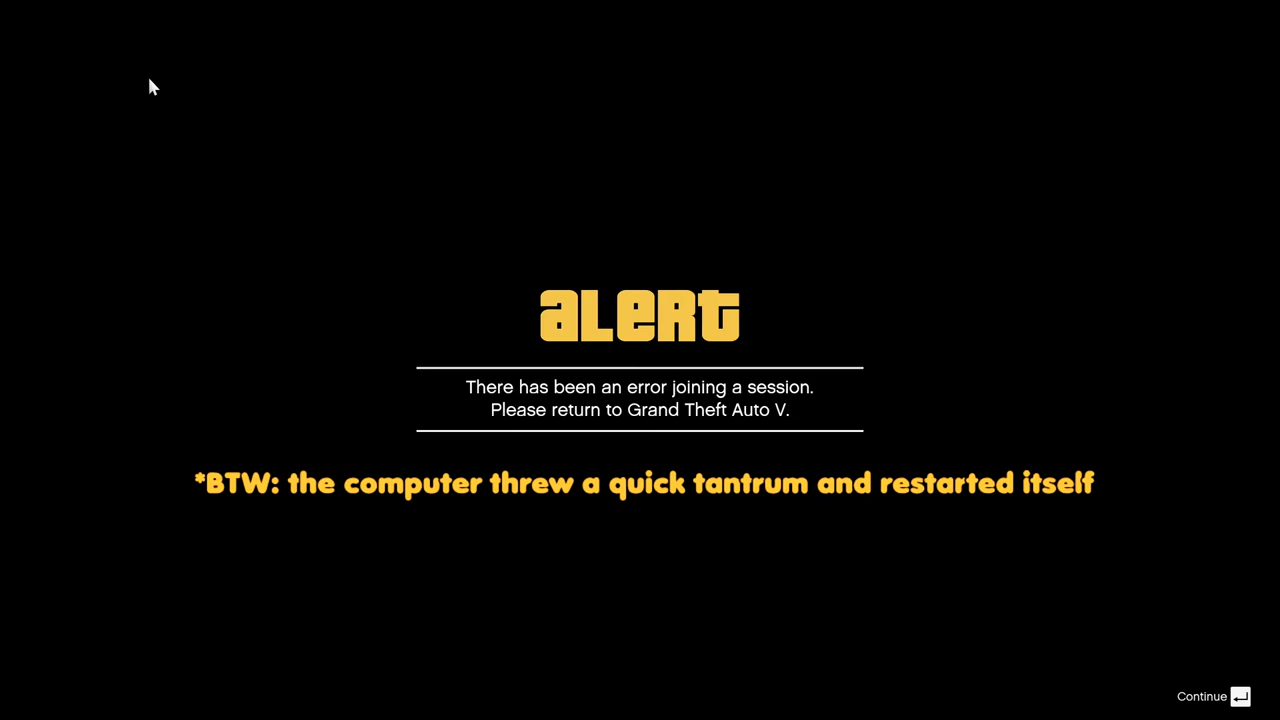 aLeRt
There has been an error joining a session.
Please return to Grand Theft Auto V.
*BTW: the computer threw a quick tantrum and restarted itself
Continue